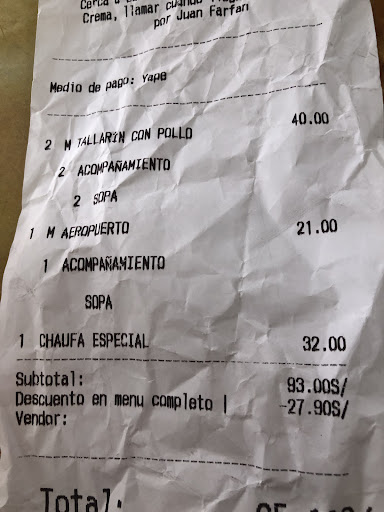 Crema, llamar
por Juan Farfan
Medio de pago: Yape
2 M TALLARIN CON POLLO 40.00
2 ACOMPAÑAMIENTO
2 SOPA
1 M AEROPUERTO 21.00
1 ACOMPAÑAMIENTO
SOPA
1 CHAUFA ESPECIAL 32.00
Subtotal: 93.00S/
Descuento en menu completo | -27.90S/
Vendor:
Total: